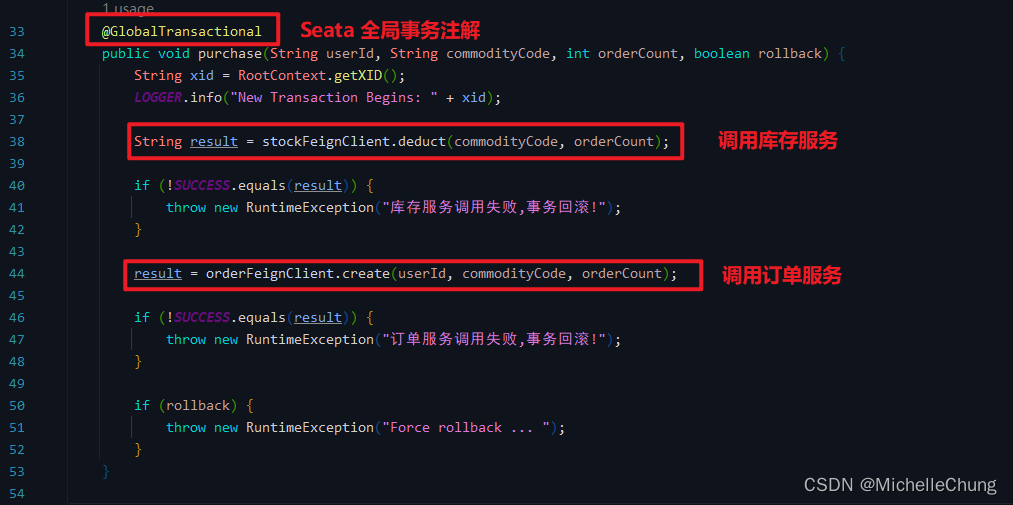 1 usage
33 @GlobalTransactional Seata 全局事务注解
34 public void purchase(String userId, String commodityCode, int orderCount, boolean rollback) {
35 String xid = RootContext.getXID();
36 LOGGER.info("New Transaction Begins: " + xid);
37
38 String result = stockFeignClient.deduct(commodityCode, orderCount); 调用库存服务
39
40 if (!SUCCESS.equals(result)) {
41 throw new RuntimeException("库存服务调用失败,事务回滚!");
42 }
43
44 result = orderFeignClient.create(userId, commodityCode, orderCount); 调用订单服务
45
46 if (!SUCCESS.equals(result)) {
47 throw new RuntimeException("订单服务调用失败,事务回滚!");
48 }
49
50 if (rollback) {
51 throw new RuntimeException("Force rollback ... ");
52 }
53 }
54
CSDN @MichelleChung